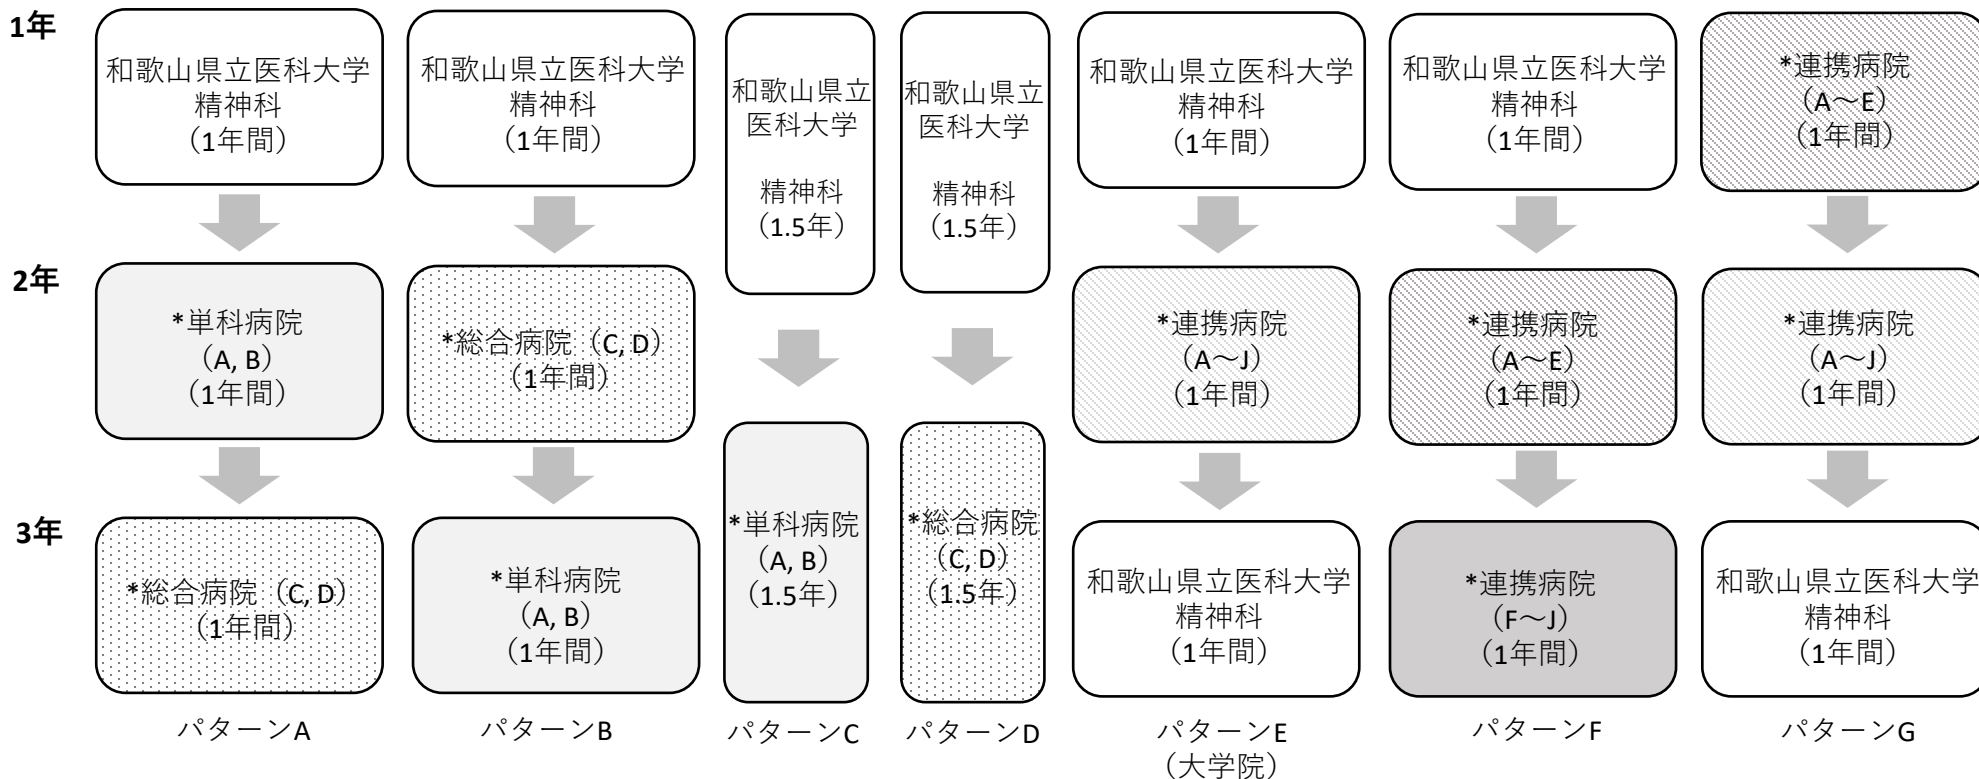 1年
和歌山県立医科大学
精神科
(1年間)
和歌山県立医科大学
精神科
(1年間)
和歌山県立
医科大学
精神科
(1.5年)
和歌山県立
医科大学
精神科
(1.5年)
和歌山県立医科大学
精神科
(1年間)
和歌山県立医科大学
精神科
(1年間)
*連携病院
(A～E)
(1年間)
2年
*単科病院
(A, B)
(1年間)
*総合病院 (C, D)
(1年間)
*連携病院
(A～J)
(1年間)
*連携病院
(A～E)
(1年間)
*連携病院
(A～J)
(1年間)
3年
*総合病院 (C, D)
(1年間)
*単科病院
(A, B)
(1年間)
*単科病院
(A, B)
(1.5年)
*総合病院
(C, D)
(1.5年)
和歌山県立医科大学
精神科
(1年間)
*連携病院
(F～J)
(1年間)
和歌山県立医科大学
精神科
(1年間)
パターンA
パターンB
パターンC
パターンD
パターンE
(大学院)
パターンF
パターンG